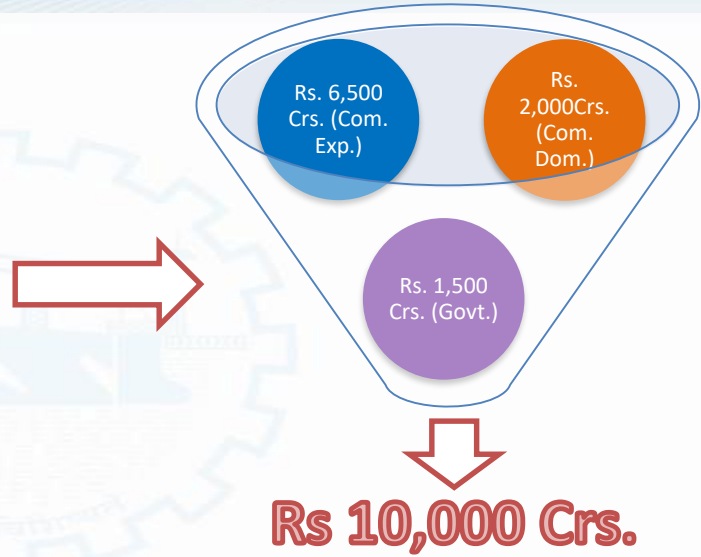 Rs. 6,500
Crs. (Com.
Exp.)
Rs.
2,000Crs.
(Com.
Dom.)
Rs. 1,500
Crs. (Govt.)
Rs 10,000 Crs.